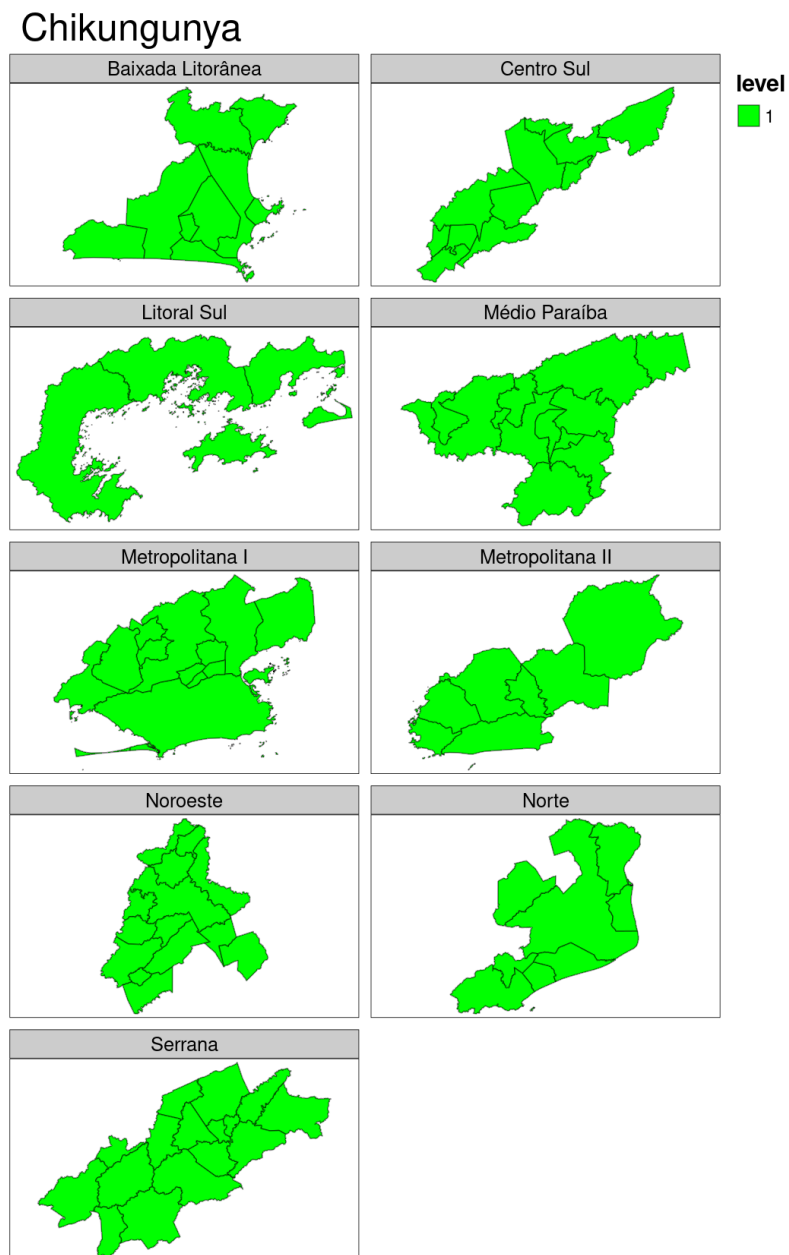 Chikungunya
Baixada Litorânea
Centro Sul
level
1
Litoral Sul
Médio Paraíba
Metropolitana I
Metropolitana II
Noroeste
Norte
Serrana